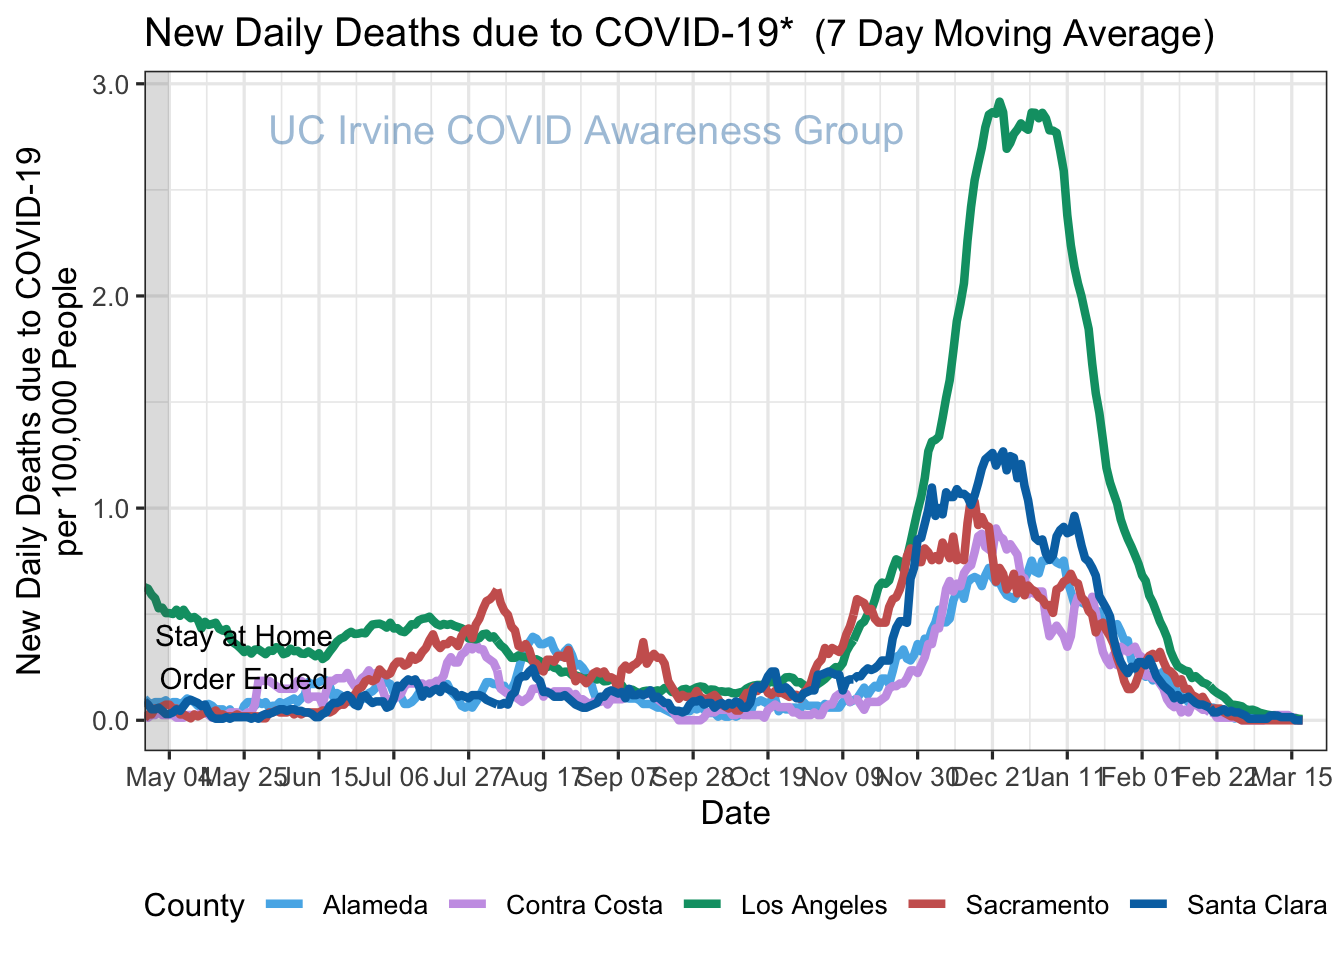 New Daily Deaths due to COVID-19* (7 Day Moving Average)
New Daily Deaths due to COVID-19
per 100,000 People
3.0
2.0
1.0
0.0
UC Irvine COVID Awareness Group
Stay at Home
Order Ended
May 04 May 25 Jun 15 Jul 06 Jul 27 Aug 17 Sep 07 Sep 28 Oct 19 Nov 09 Nov 30 Dec 21 Jan 11 Feb 01 Feb 22 Mar 15
Date
County Alameda Contra Costa Los Angeles Sacramento Santa Clara